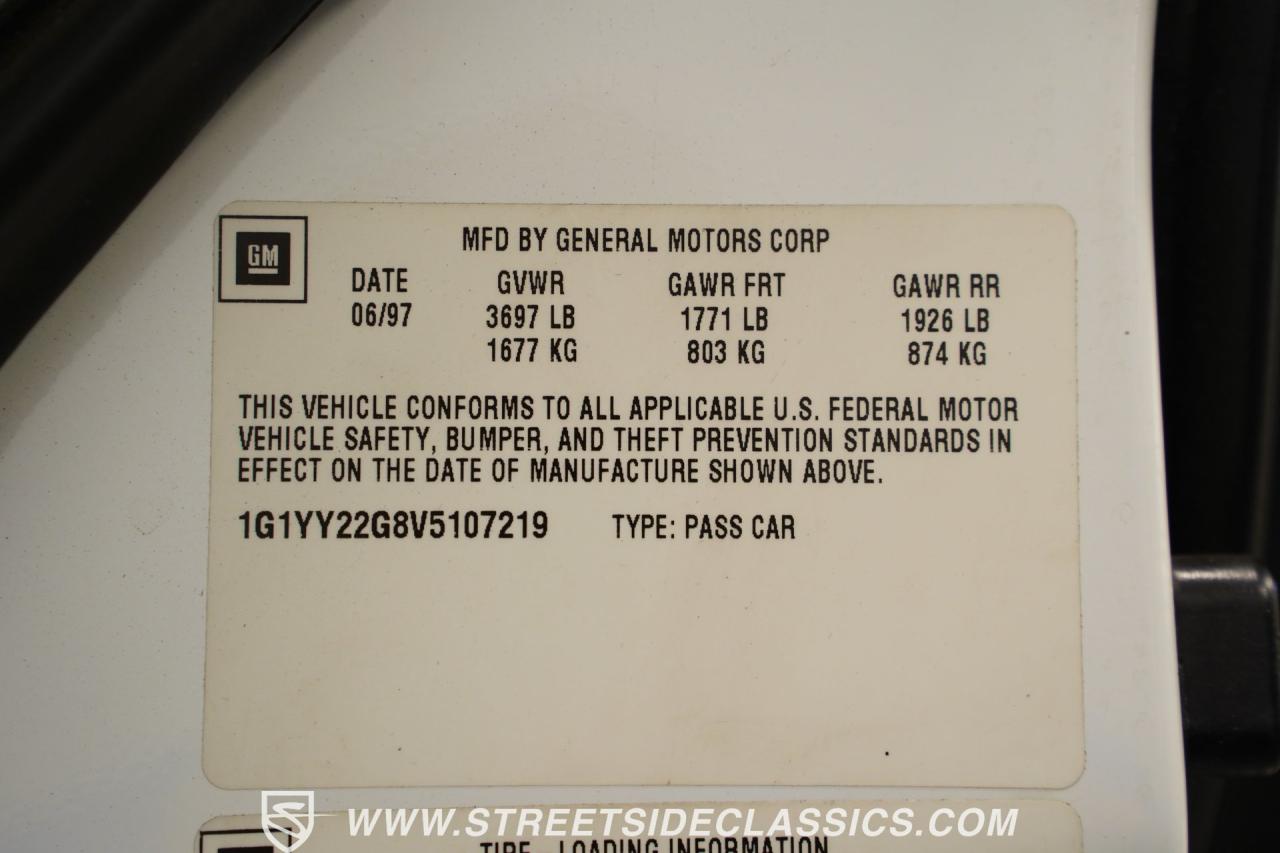 GM
MFD BY GENERAL MOTORS CORP
DATE GVWR GAWR FRT GAWR RR
06/97 3697 LB 1771 LB 1926 LB
1677 KG 803 KG 874 KG
THIS VEHICLE CONFORMS TO ALL APPLICABLE U.S. FEDERAL MOTOR
VEHICLE SAFETY, BUMPER, AND THEFT PREVENTION STANDARDS IN
EFFECT ON THE DATE OF MANUFACTURE SHOWN ABOVE.
1G1YY22G8V5107219 TYPE: PASS CAR
WWW.STREETSIDECLASSICS.COM
TIRE - LOADING INFORMATION